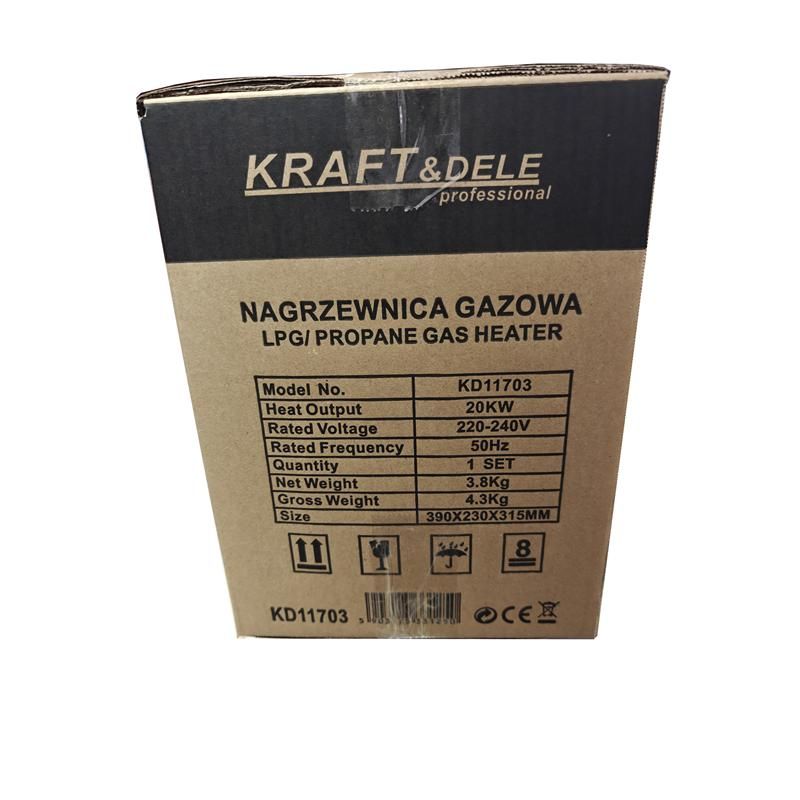 KRAFT&DELE
professional
NAGRZEWNICA GAZOWA
LPG/ PROPANE GAS HEATER
Model No. KD11703
Heat Output 20KW
Rated Voltage 220-240V
Rated Frequency 50Hz
Quantity 1 SET
Net Weight 3.8Kg
Gross Weight 4.3Kg
Size 390X230X315MM
8
KD11703
CE